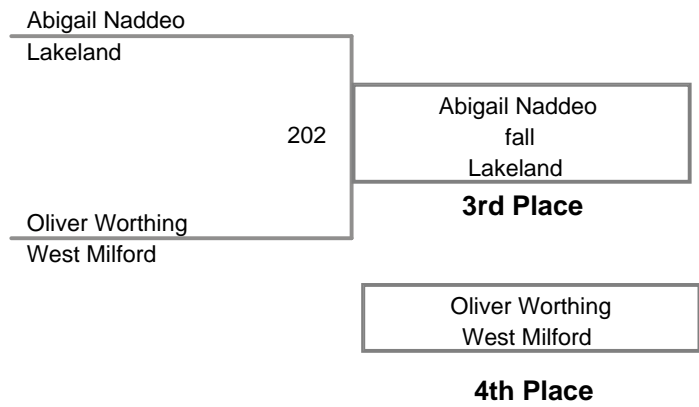 Abigail Naddeo
Lakeland
202
Abigail Naddeo
fall
Lakeland
3rd Place
Oliver Worthing
West Milford
Oliver Worthing
West Milford
4th Place